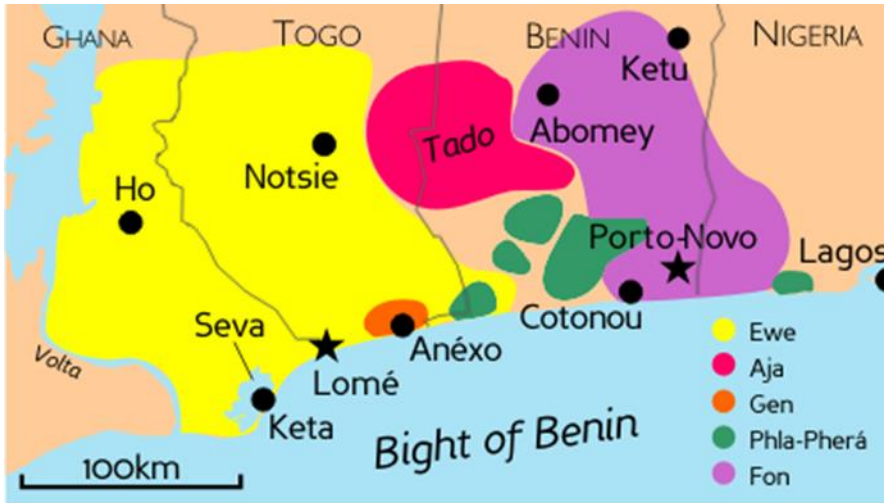 GHANA
TOGO
BENIN
NIGERIA
Ketu
Abomey
Tado
Notsie
Ho
Porto-Novo
Lagos
Seva
Cotonou
Anéxo
Volta
Lomé
Keta
Bight of Benin
100km
Ewe
Aja
Gen
Phla-Pherá
Fon